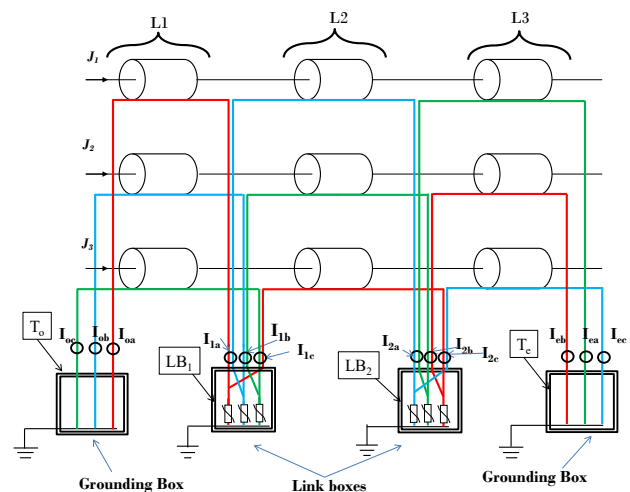 L1 L2 L3
J1
J2
J3
To Ioc Iob Ioa
I1a I1b
I1c
LB1
I2a I2b
I2c
LB2
Te Ieb Iea Iec
Grounding Box Link boxes Grounding Box